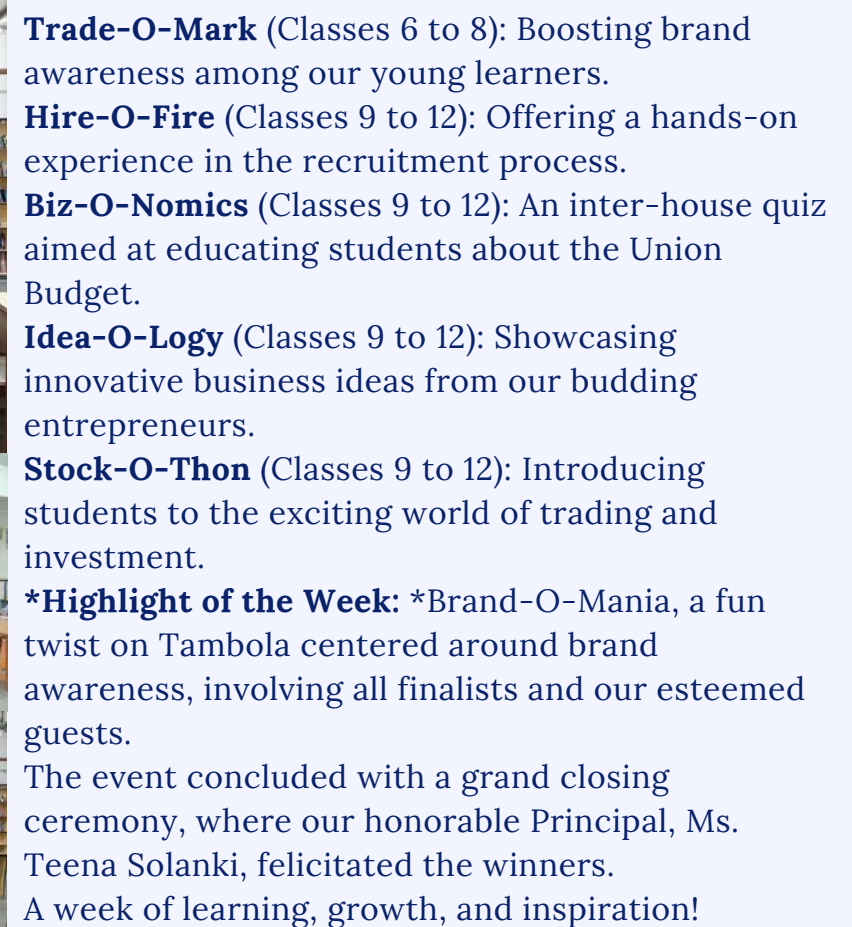 Trade-O-Mark (Classes 6 to 8): Boosting brand
awareness among our young learners.
Hire-O-Fire (Classes 9 to 12): Offering a hands-on
experience in the recruitment process.
Biz-O-Nomics (Classes 9 to 12): An inter-house quiz
aimed at educating students about the Union
Budget.
Idea-O-Logy (Classes 9 to 12): Showcasing
innovative business ideas from our budding
entrepreneurs.
Stock-O-Thon (Classes 9 to 12): Introducing
students to the exciting world of trading and
investment.
*Highlight of the Week: *Brand-O-Mania, a fun
twist on Tambola centered around brand
awareness, involving all finalists and our esteemed
guests.
The event concluded with a grand closing
ceremony, where our honorable Principal, Ms.
Teena Solanki, felicitated the winners.
A week of learning, growth, and inspiration!